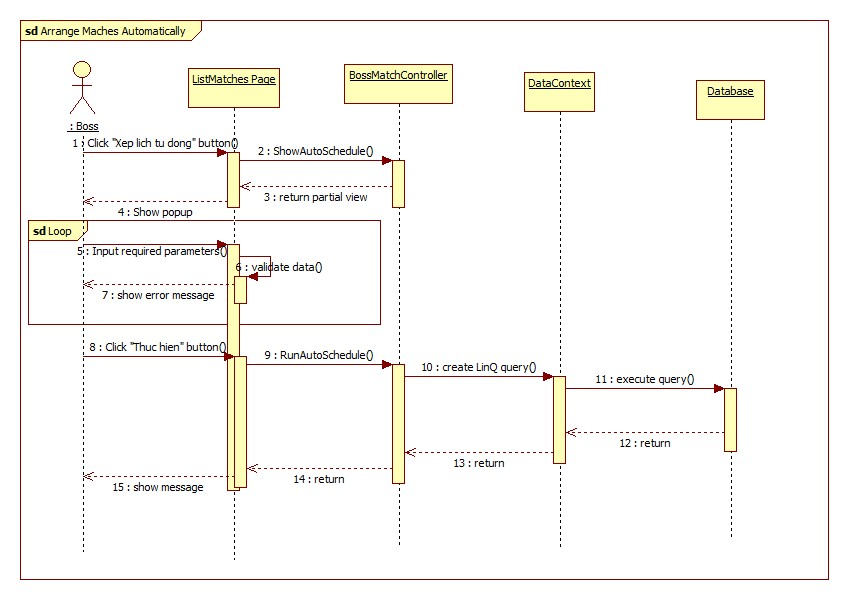 sd Arrange Maches Automatically
ListMatches Page
BossMatchController
DataContext
Database
: Boss
1 : Click "Xep lich tu dong" button()
2 : ShowAutoSchedule()
3 : return partial view
4 : Show popup
sd Loop
5 : Input required parameters()
6 : validate data()
7 : show error message
8 : Click "Thuc hien" button()
9 : RunAutoSchedule()
10 : create LinQ query()
11 : execute query()
12 : return
13 : return
14 : return
15 : show message